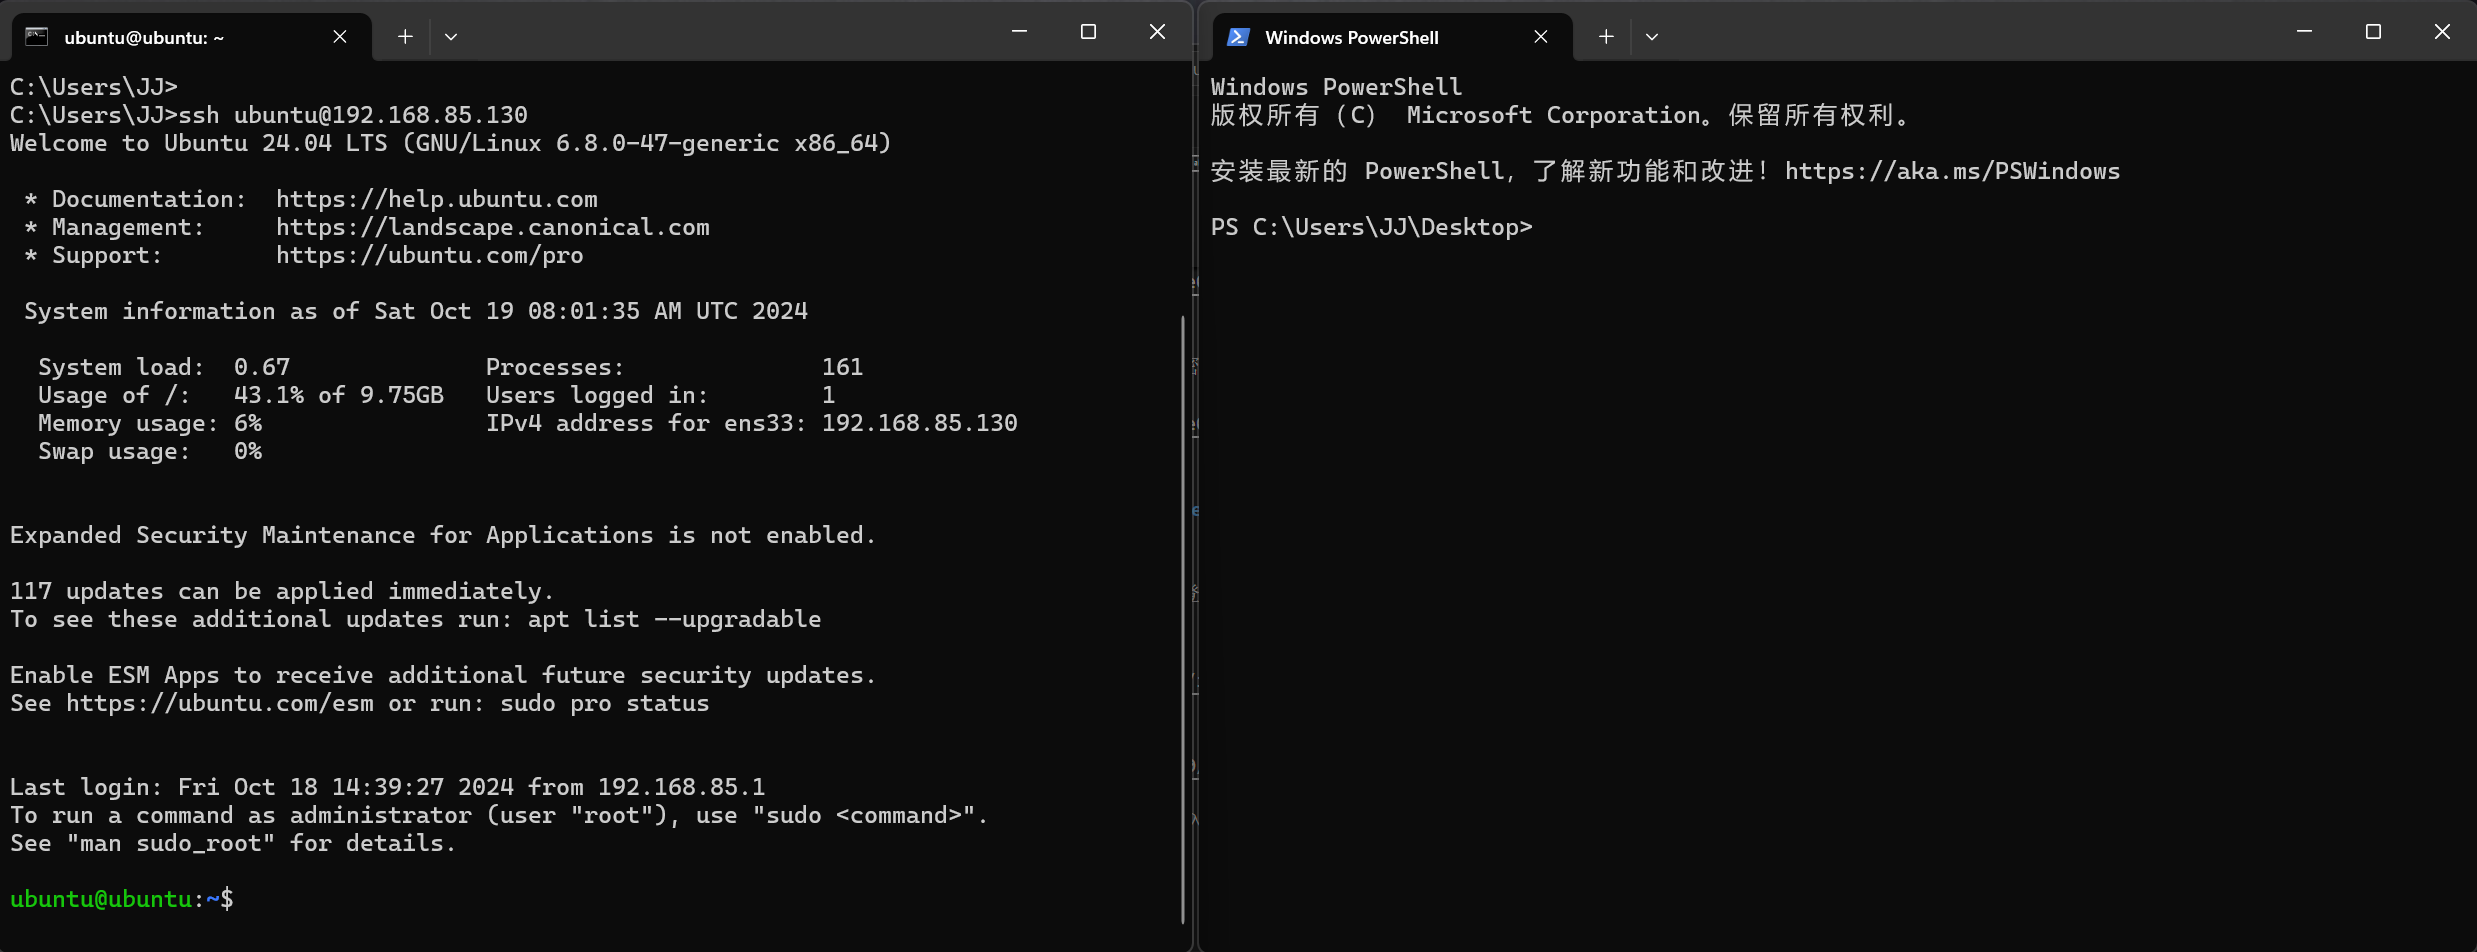 ubuntu@ubuntu: ~
C:\Users\JJ>
C:\Users\JJ>ssh ubuntu@192.168.85.130
Welcome to Ubuntu 24.04 LTS (GNU/Linux 6.8.0-47-generic x86_64)
* Documentation:  https://help.ubuntu.com
* Management:     https://landscape.canonical.com
* Support:        https://ubuntu.com/pro
System information as of Sat Oct 19 08:01:35 AM UTC 2024
System load:  0.67              Processes:              161
Usage of /:   43.1% of 9.75GB   Users logged in:        1
Memory usage: 6%                IPv4 address for ens33: 192.168.85.130
Swap usage:   0%
Expanded Security Maintenance for Applications is not enabled.
117 updates can be applied immediately.
To see these additional updates run: apt list --upgradable
Enable ESM Apps to receive additional future security updates.
See https://ubuntu.com/esm or run: sudo pro status
Last login: Fri Oct 18 14:39:27 2024 from 192.168.85.1
To run a command as administrator (user "root"), use "sudo <command>".
See "man sudo_root" for details.
ubuntu@ubuntu:~$
Windows PowerShell
Windows PowerShell
版权所有（C） Microsoft Corporation。保留所有权利。
安装最新的 PowerShell，了解新功能和改进！https://aka.ms/PSWindows
PS C:\Users\JJ\Desktop>